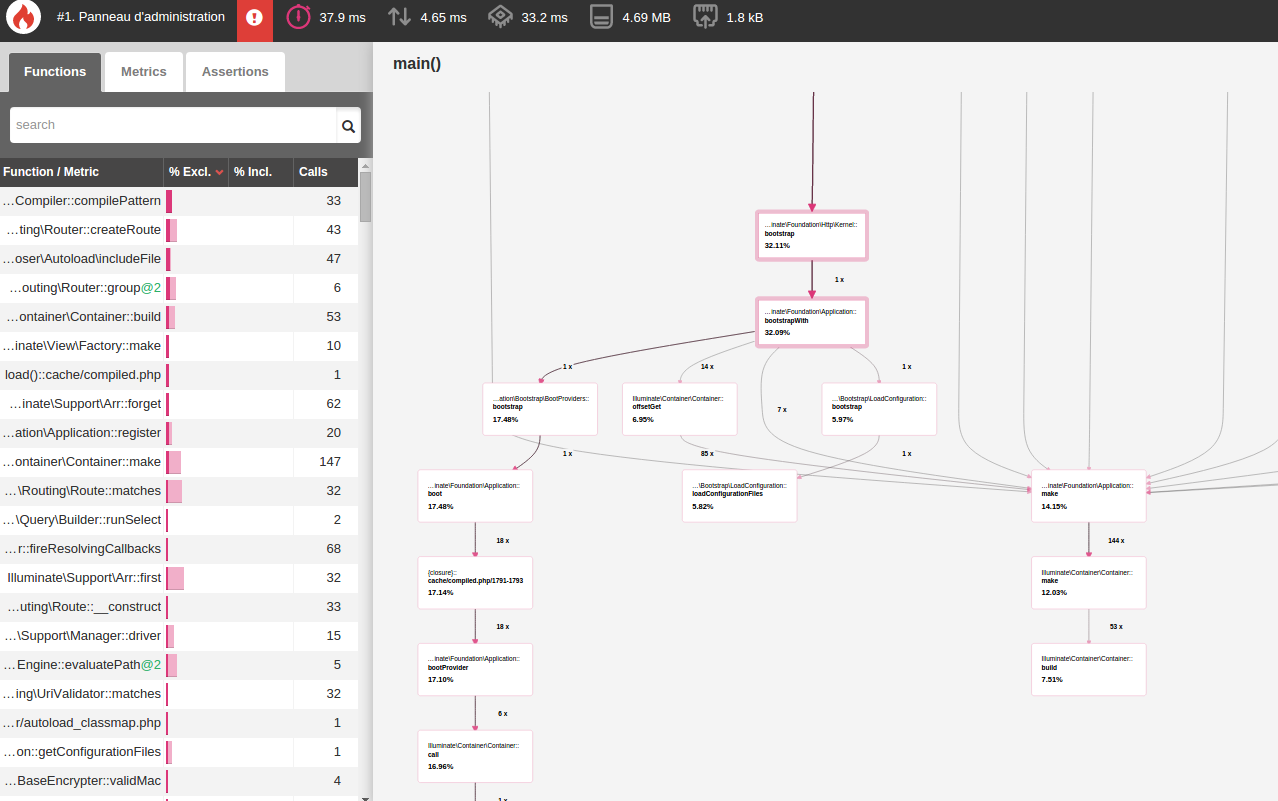 #1. Panneau d'administration
37.9 ms
4.65 ms
33.2 ms
4.69 MB
1.8 kB
Functions
Metrics
Assertions
search
Function / Metric % Excl. % Incl. Calls
…Compiler::compilePattern 33
…ting\Router::createRoute 43
…oser\Autoload\includeFile 47
…outing\Router::group@2 6
…ontainer\Container::build 53
…inate\View\Factory::make 10
load()::cache/compiled.php 1
…inate\Support\Arr::forget 62
…ation\Application::register 20
…ontainer\Container::make 147
…\Routing\Route::matches 32
…\Query\Builder::runSelect 2
…r::fireResolvingCallbacks 68
Illuminate\Support\Arr::first 32
…uting\Route::__construct 33
…\Support\Manager::driver 15
…Engine::evaluatePath@2 5
…ing\UriValidator::matches 32
…r/autoload_classmap.php 1
…on::getConfigurationFiles 1
…BaseEncrypter::validMac 4
main()
…inate\Foundation\Http\Kernel::
bootstrap
32.11%
1 x
…inate\Foundation\Application::
bootstrapWith
32.09%
1 x
14 x
7 x
1 x
…ation\Bootstrap\BootProviders::
bootstrap
17.48%
Illuminate\Container\Container::
offsetGet
6.95%
…\Bootstrap\LoadConfiguration::
bootstrap
5.97%
1 x
85 x
1 x
…inate\Foundation\Application::
boot
17.48%
…\Bootstrap\LoadConfiguration::
loadConfigurationFiles
5.82%
…inate\Foundation\Application::
make
14.15%
18 x
144 x
{closure}::
cache/compiled.php/1791-1793
17.14%
Illuminate\Container\Container::
make
12.03%
18 x
53 x
…inate\Foundation\Application::
bootProvider
17.10%
Illuminate\Container\Container::
build
7.51%
6 x
Illuminate\Container\Container::
call
16.96%
1 x